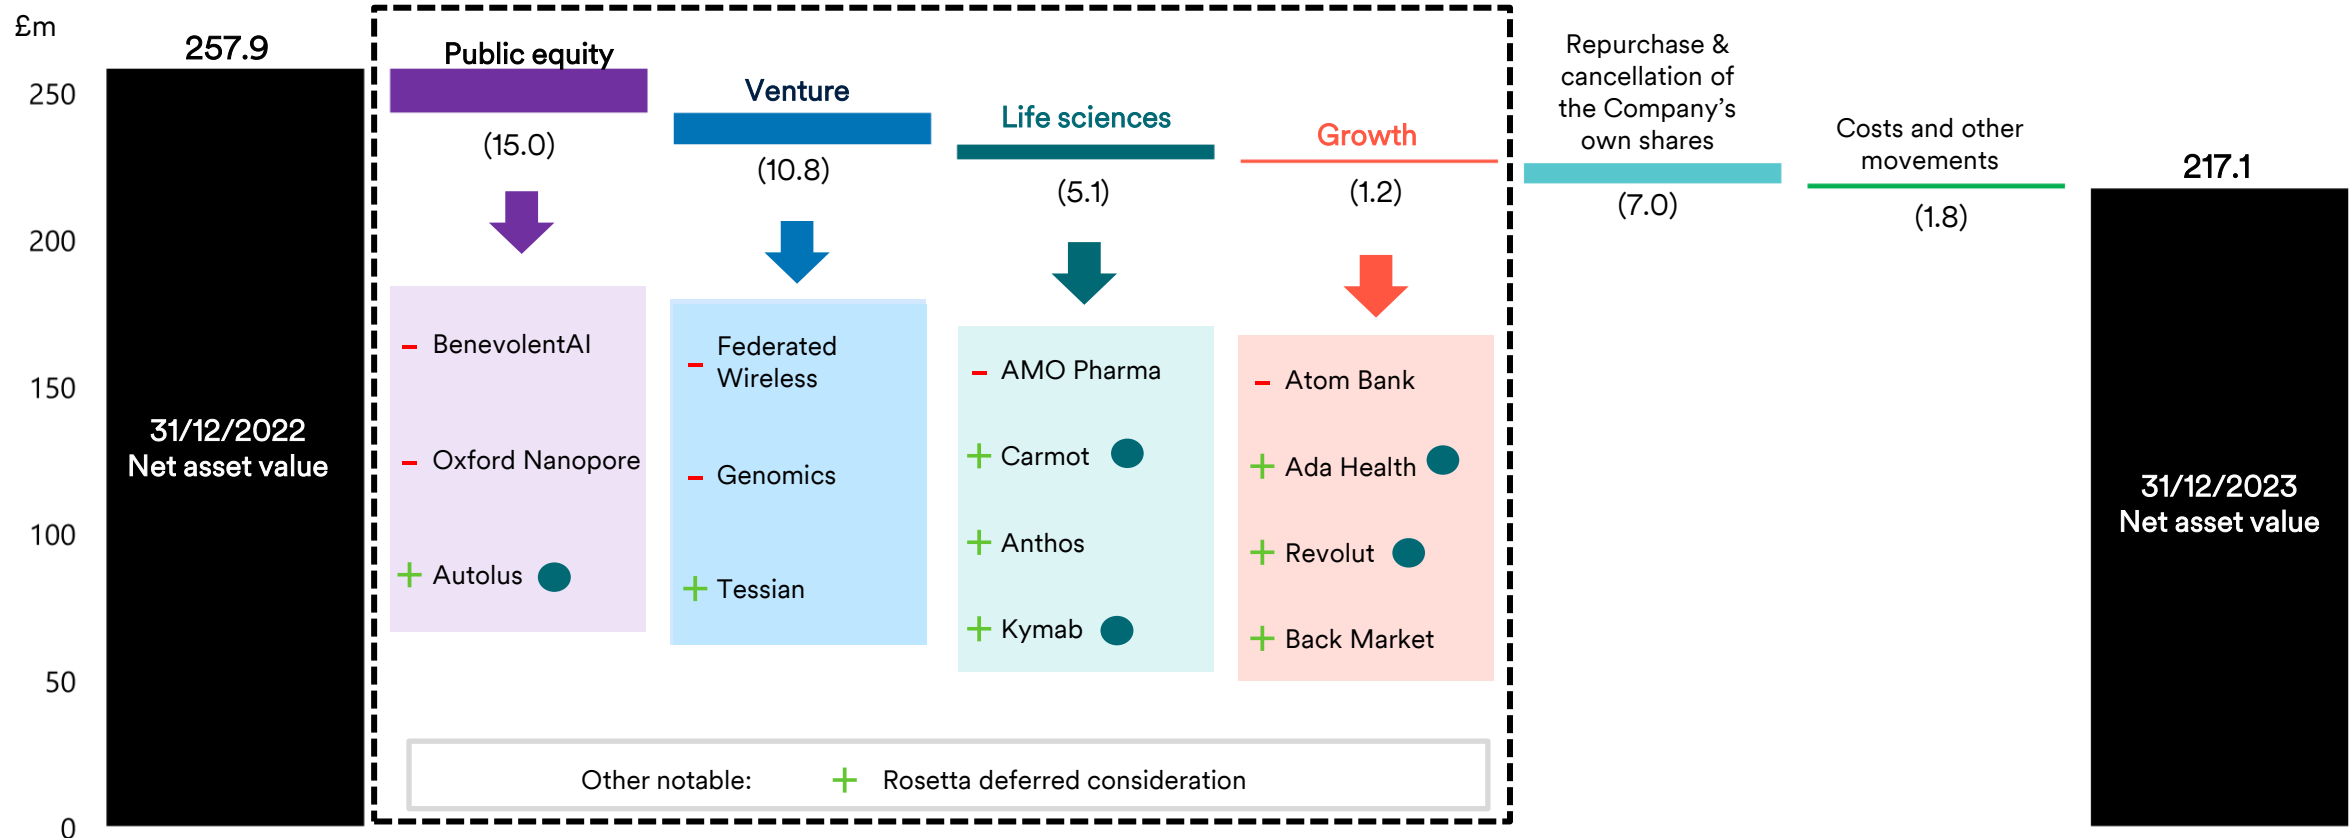 £m
250
200
150
100
50
0
257.9
31/12/2022
Net asset value
Public equity
(15.0)
− BenevolentAI
− Oxford Nanopore
+ Autolus
Venture
(10.8)
− Federated
Wireless
− Genomics
+ Tessian
Life sciences
(5.1)
− AMO Pharma
+ Carmot
+ Anthos
+ Kymab
Growth
(1.2)
− Atom Bank
+ Ada Health
+ Revolut
+ Back Market
Other notable: + Rosetta deferred consideration
Repurchase &
cancellation of
the Company’s
own shares
(7.0)
Costs and other
movements
(1.8)
217.1
31/12/2023
Net asset value